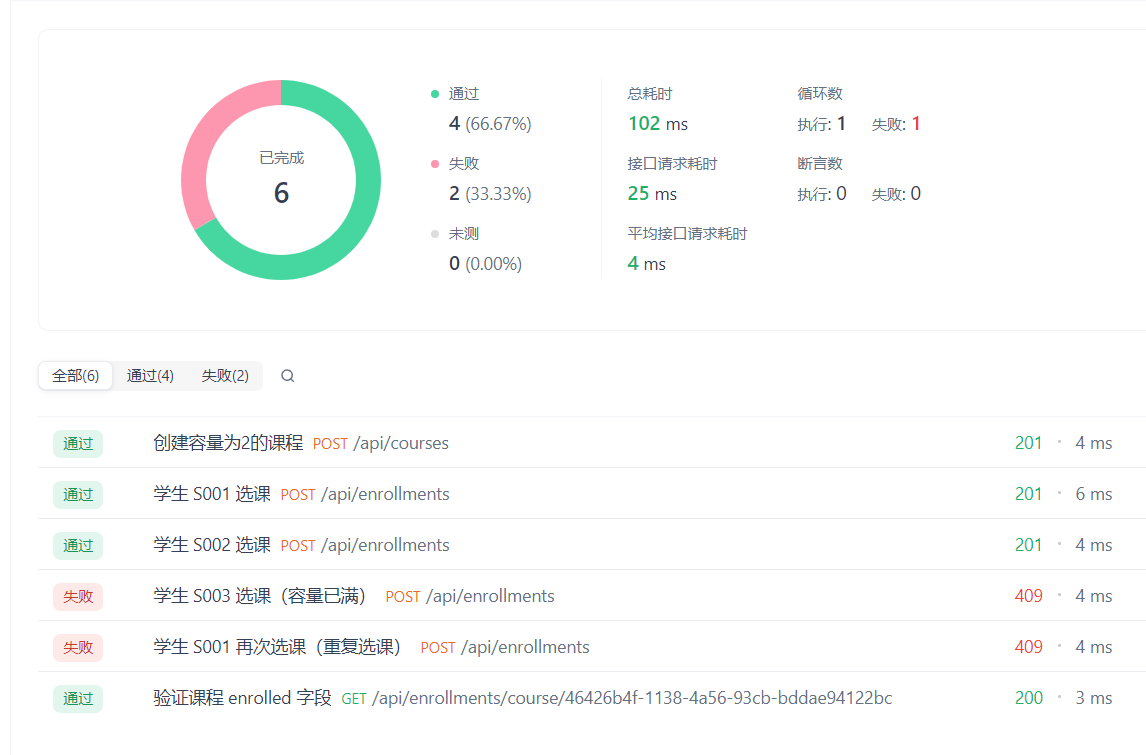 已完成
6
通过
4 (66.67%)
失败
2 (33.33%)
未测
0 (0.00%)
总耗时
102 ms
接口请求耗时
25 ms
平均接口请求耗时
4 ms
循环数
执行: 1 失败: 1
断言数
执行: 0 失败: 0
全部(6) 通过(4) 失败(2)
通过 创建容量为2的课程 POST /api/courses 201 · 4 ms
通过 学生 S001 选课 POST /api/enrollments 201 · 6 ms
通过 学生 S002 选课 POST /api/enrollments 201 · 4 ms
失败 学生 S003 选课（容量已满） POST /api/enrollments 409 · 4 ms
失败 学生 S001 再次选课（重复选课） POST /api/enrollments 409 · 4 ms
通过 验证课程 enrolled 字段 GET /api/enrollments/course/46426b4f-1138-4a56-93cb-bddae94122bc 200 · 3 ms